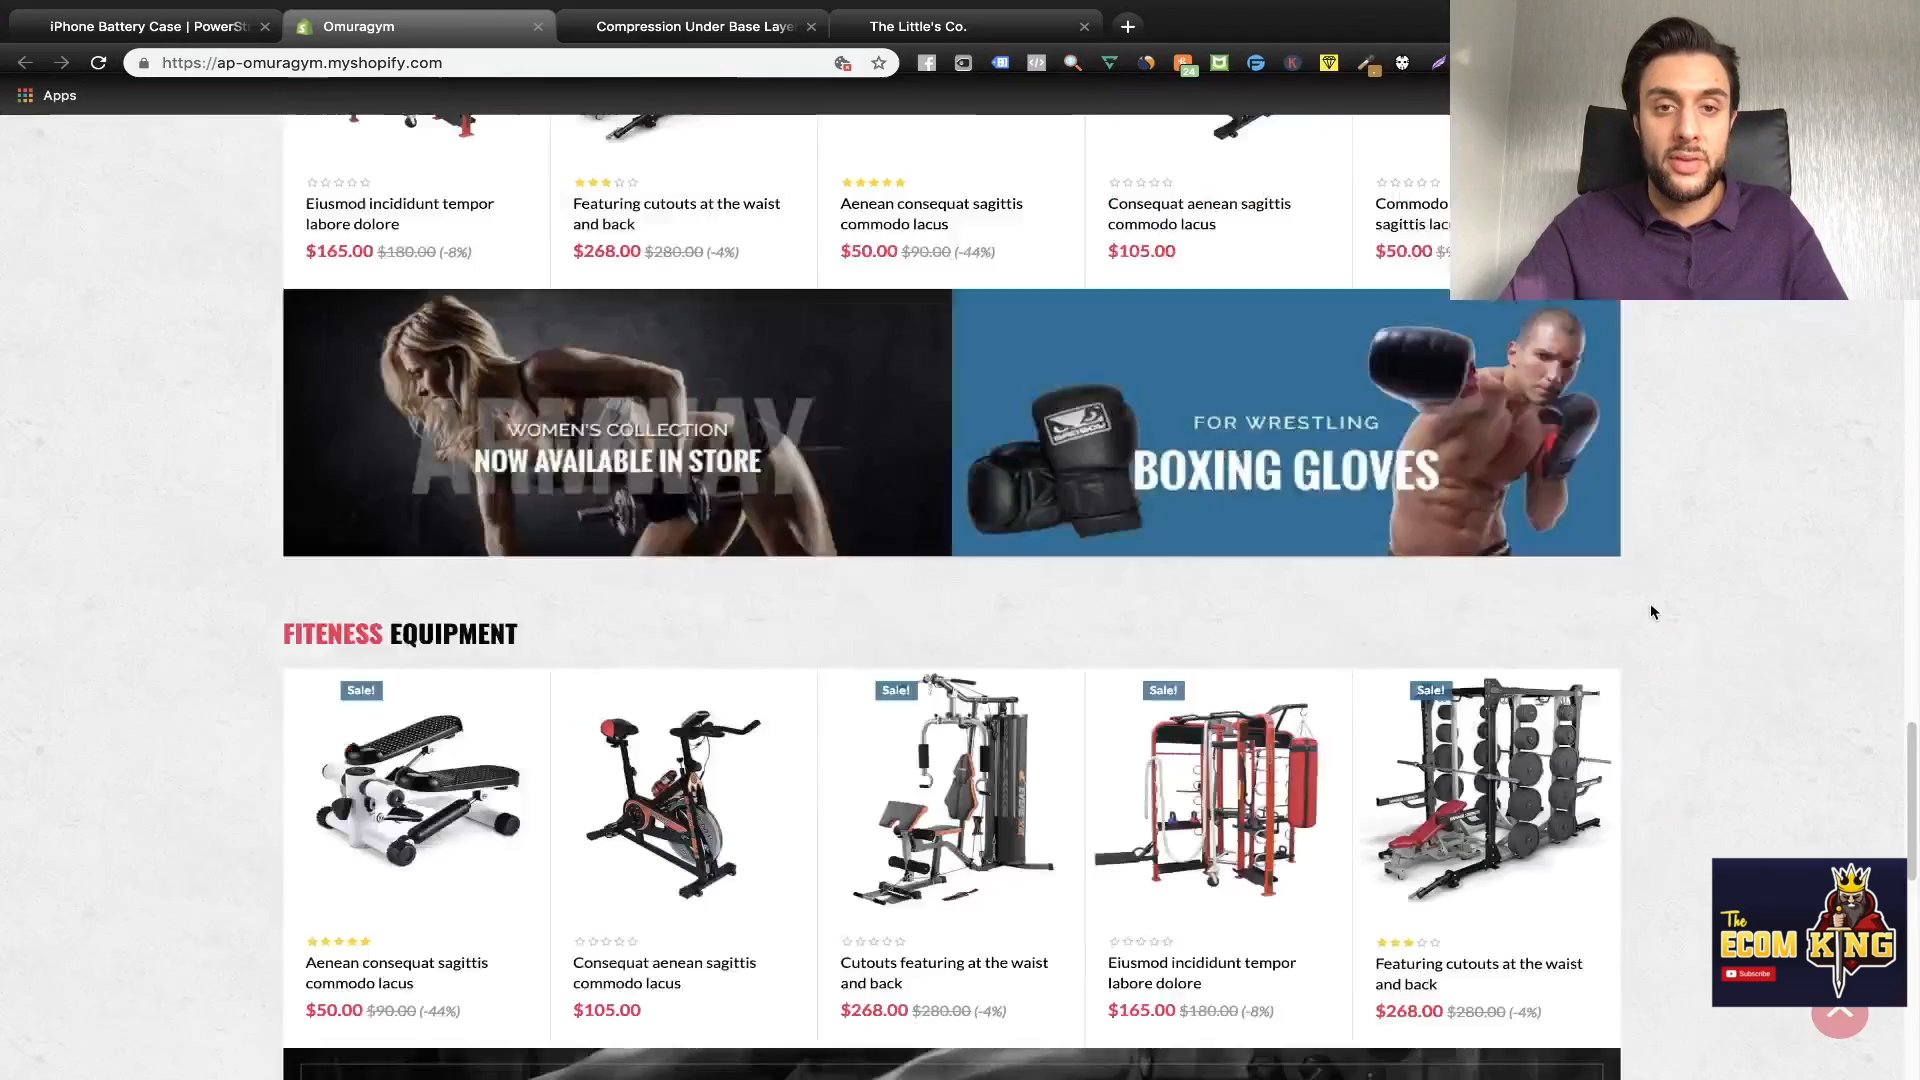 iPhone Battery Case | PowerSt
Omuragym
Compression Under Base Laye
The Little's Co.
https://ap-omuragym.myshopify.com
24
Apps
Eiusmod incididunt tempor
labore dolore
$165.00 $180.00 (-8%)
Featuring cutouts at the waist
and back
$268.00 $280.00 (-4%)
Aenean consequat sagittis
commodo lacus
$50.00 $90.00 (-44%)
Consequat aenean sagittis
commodo lacus
$105.00
Commodo
sagittis lacu
$50.00 $9
ARMWAY
WOMEN'S COLLECTION
NOW AVAILABLE IN STORE
BAD BOY
FOR WRESTLING
BOXING GLOVES
FITENESS EQUIPMENT
Sale!
Sale!
Sale!
Sale!
Aenean consequat sagittis
commodo lacus
$50.00 $90.00 (-44%)
Consequat aenean sagittis
commodo lacus
$105.00
Cutouts featuring at the waist
and back
$268.00 $280.00 (-4%)
Eiusmod incididunt tempor
labore dolore
$165.00 $180.00 (-8%)
Featuring cutouts at the waist
and back
$268.00 $280.00 (-4%)
The
ECOM KING
Subscribe